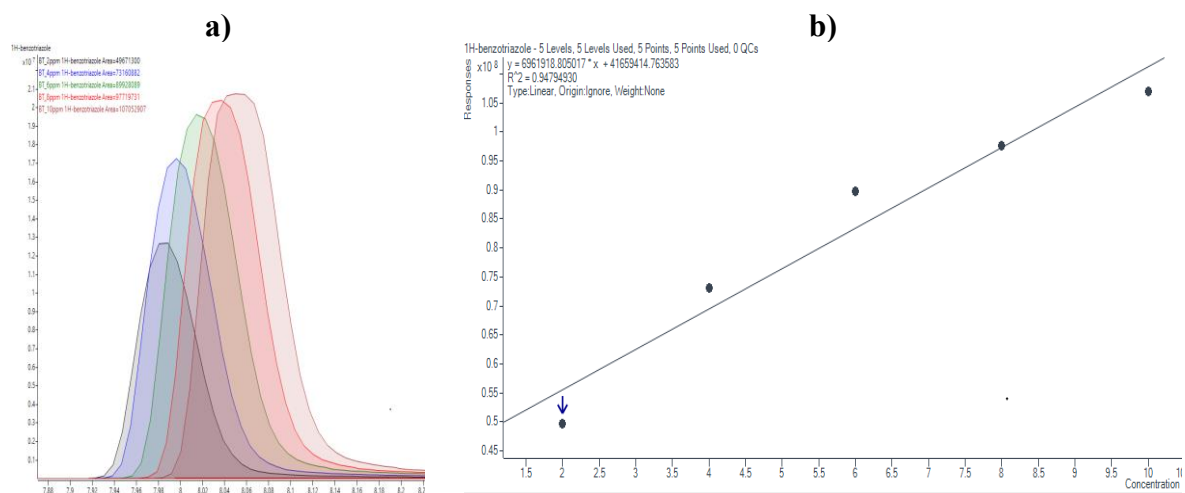 a)
1H-benzotriazole
BT_2ppm 1H-benzotriazole Area=49671300
BT_4ppm 1H-benzotriazole Area=73160882
BT_6ppm 1H-benzotriazole
BT_8ppm 1H-benzotriazole Area=97719731
BT_10ppm 1H-benzotriazole Area=107052907
2.1
2
1.9
1.8
1.7
1.6
1.5
1.4
1.3
1.2
1.1
1
0.9
0.8
0.7
0.6
0.5
0.4
0.3
0.2
0.1
7.88 7.9 7.92 7.94 7.96 7.98 8 8.02 8.04 8.06 8.08 8.1 8.12 8.14 8.16 8.18 8.2
b)
1H-benzotriazole - 5 Levels, 5 Levels Used, 5 Points, 5 Points Used, 0 QCs
y = 6961918.805017 * x + 41659414.763583
R^2 = 0.94794930
Type:Linear, Origin:Ignore, Weight:None
Responses
x10 8
1.05
1
0.95
0.9
0.85
0.8
0.75
0.7
0.65
0.6
0.55
0.5
0.45
1.5 2 2.5 3 3.5 4 4.5 5 5.5 6 6.5 7 7.5 8 8.5 9 9.5 10
Concentration